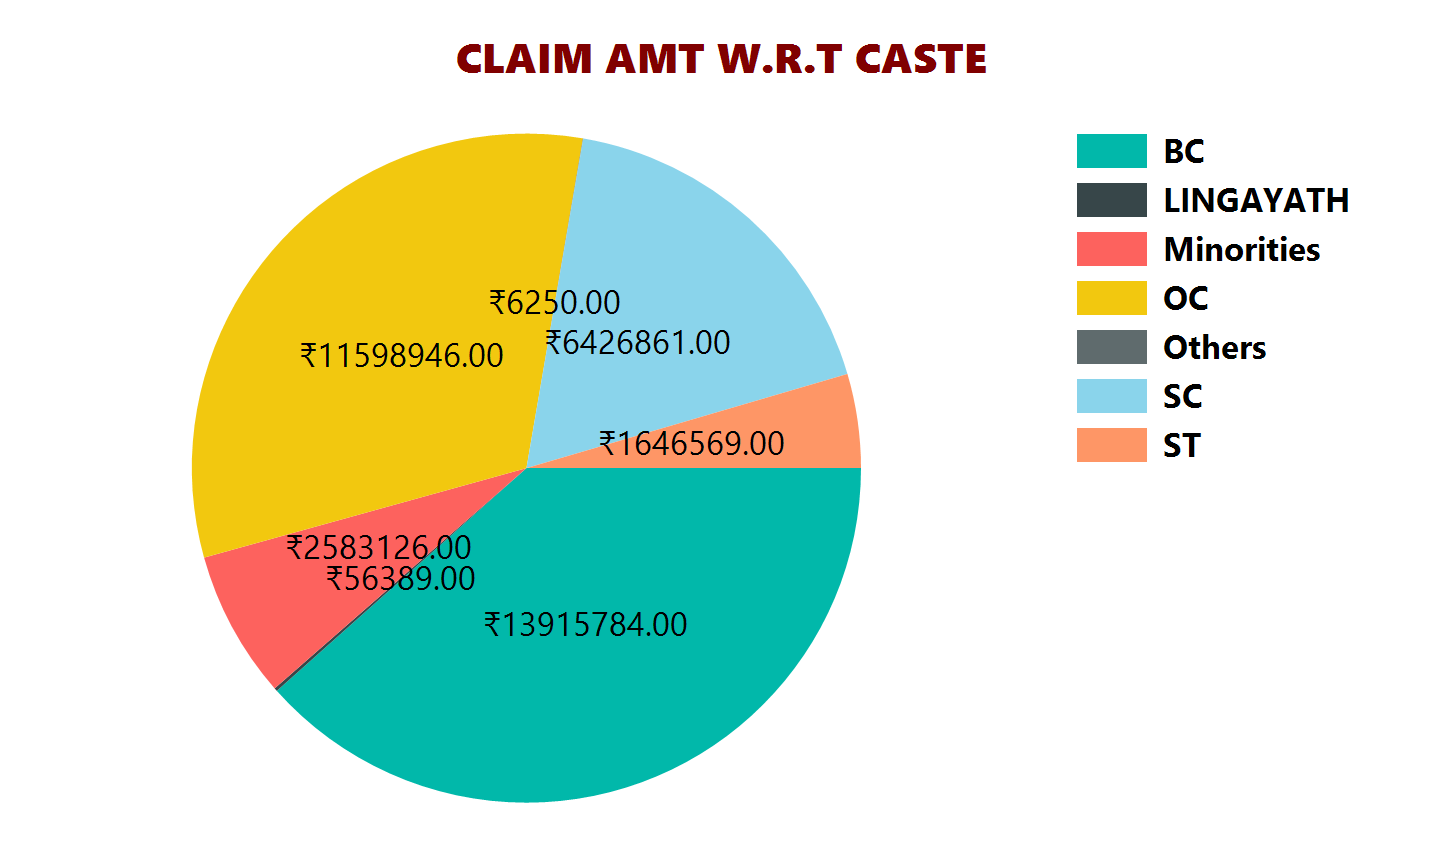 CLAIM AMT W.R.T CASTE
BC
LINGAYATH
Minorities
OC
Others
SC
ST
₹6250.00
₹6426861.00
₹11598946.00
₹1646569.00
₹2583126.00
₹56389.00
₹13915784.00